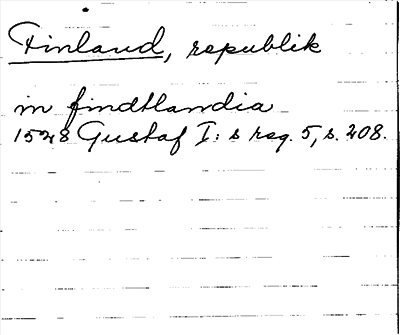 Finland, republik
in findtlandia
1528 Gustaf I:s reg. 5, s. 208.